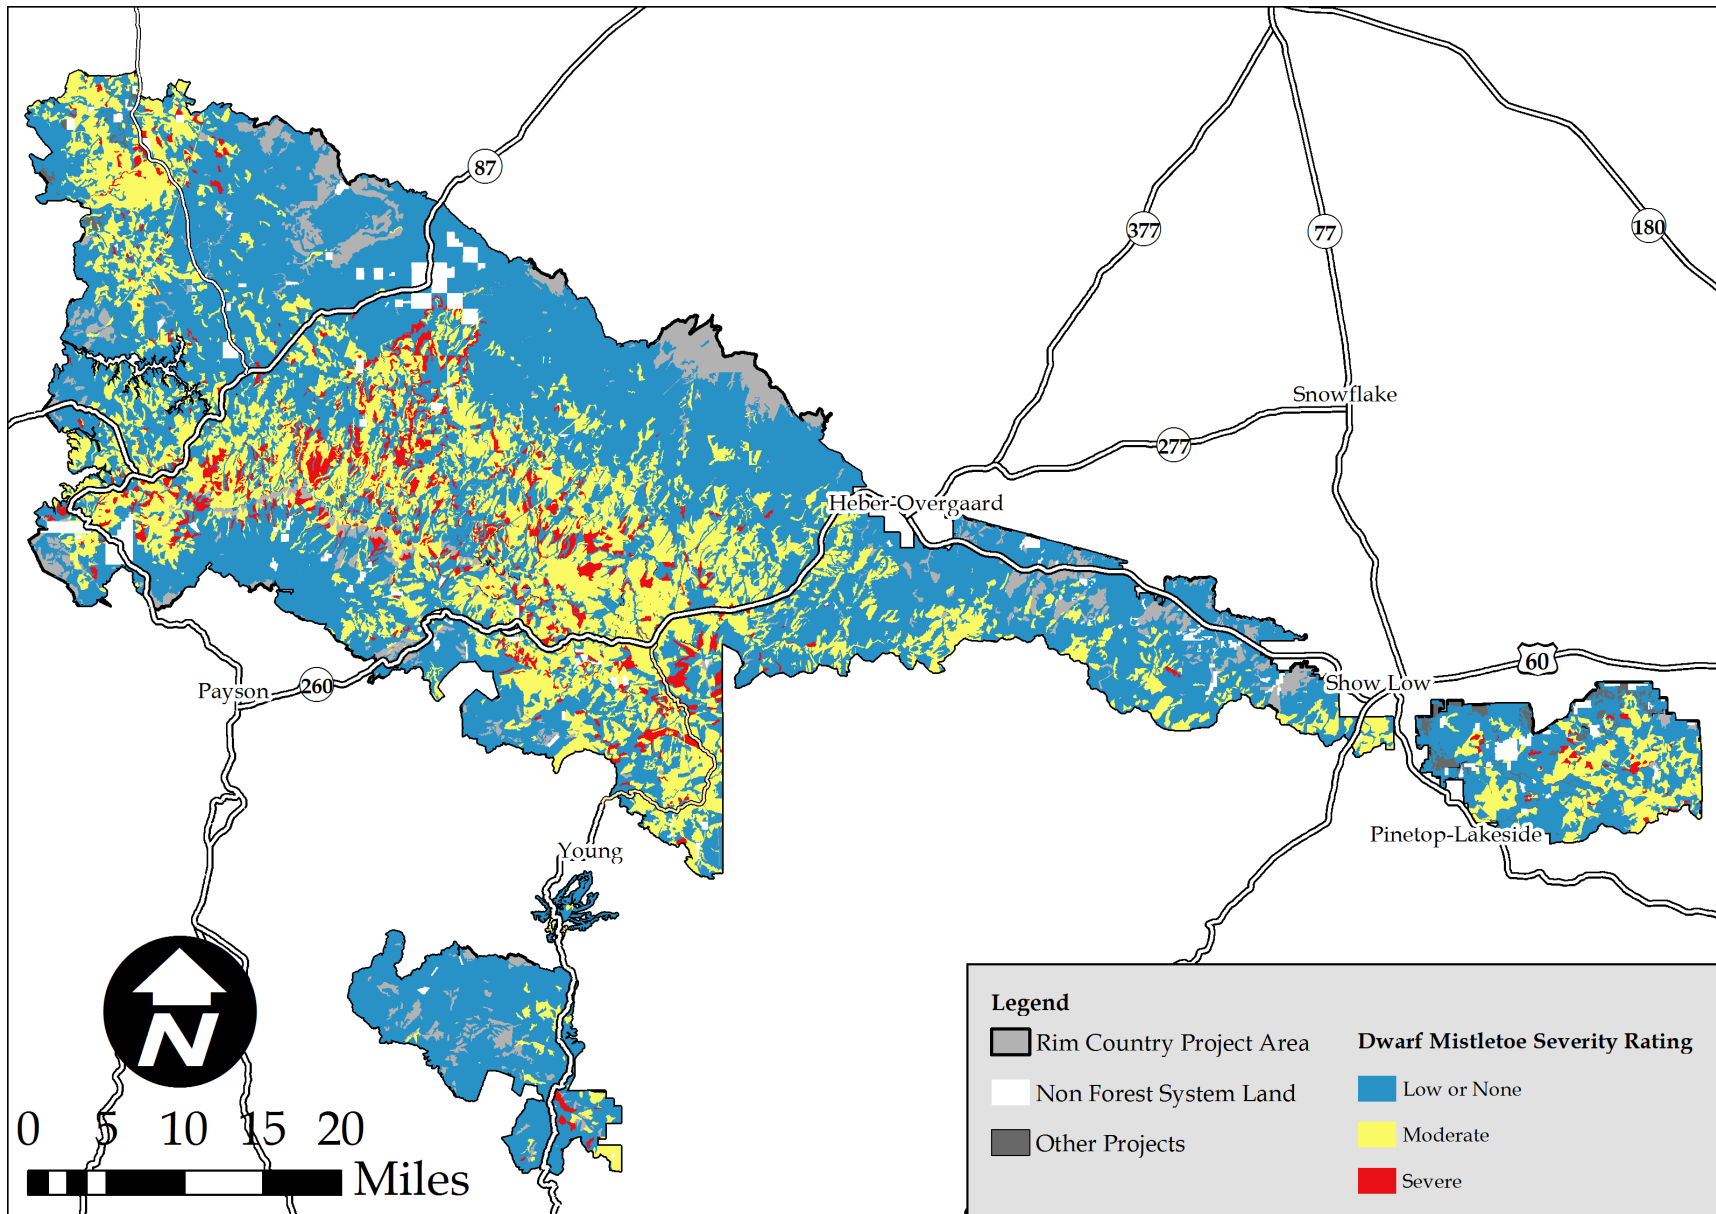 87
377
77
180
Snowflake
277
Heber-Overgaard
60
Show Low
Payson
260
Pinetop-Lakeside
Young
N
0 5 10 15 20
Miles
Legend
Rim Country Project Area
Non Forest System Land
Other Projects
Dwarf Mistletoe Severity Rating
Low or None
Moderate
Severe